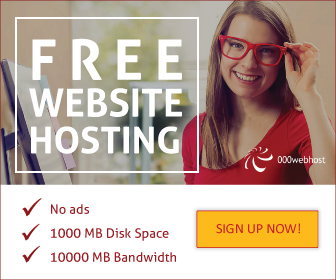 FREE
WEBSITE
HOSTING
000webhost
No ads
1000 MB Disk Space
10000 MB Bandwidth
SIGN UP NOW!